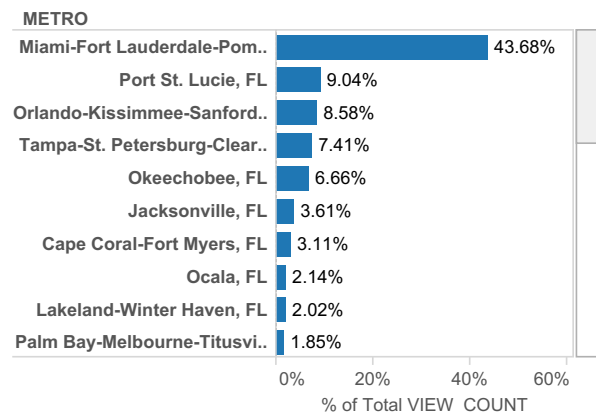 METRO
Miami-Fort Lauderdale-Pom.. 43.68%
Port St. Lucie, FL 9.04%
Orlando-Kissimmee-Sanford.. 8.58%
Tampa-St. Petersburg-Clear.. 7.41%
Okeechobee, FL 6.66%
Jacksonville, FL 3.61%
Cape Coral-Fort Myers, FL 3.11%
Ocala, FL 2.14%
Lakeland-Winter Haven, FL 2.02%
Palm Bay-Melbourne-Titusvi.. 1.85%
0% 20% 40% 60%
% of Total VIEW_COUNT